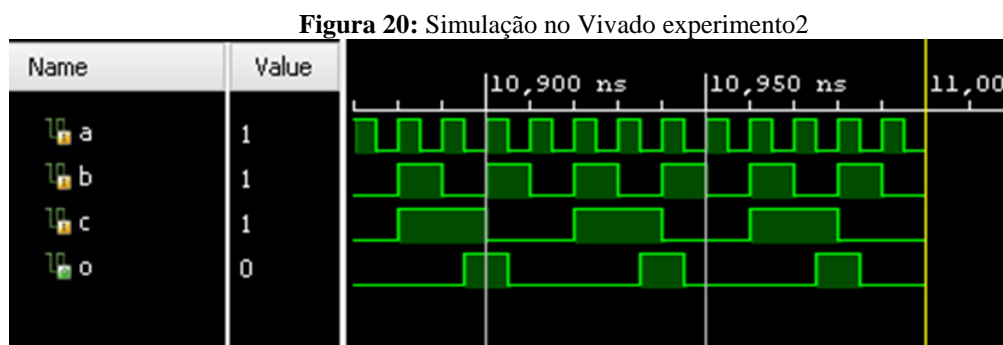 Figura 20: Simulação no Vivado experimento2
Name Value
10,900 ns 10,950 ns 11,00
a 1
b 1
c 1
o 0